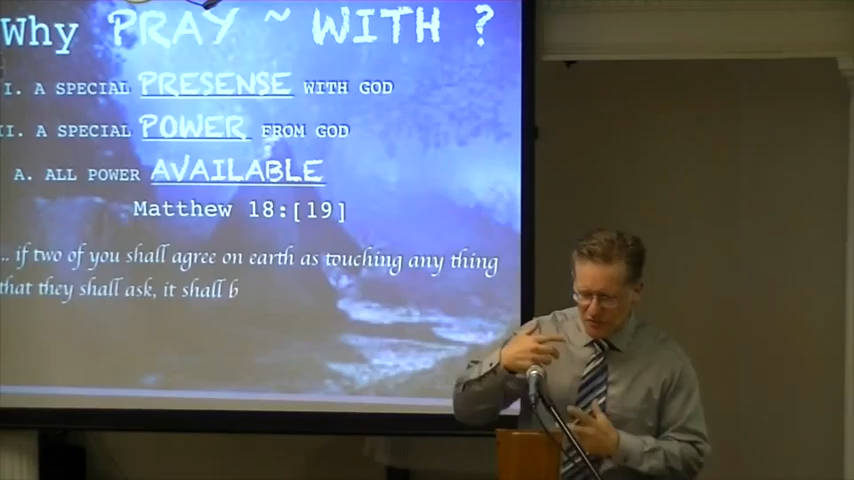 Why PRAY ~ WITH ?
I. A SPECIAL PRESENSE WITH GOD
II. A SPECIAL POWER FROM GOD
A. ALL POWER AVAILABLE
Matthew 18:[19]
... if two of you shall agree on earth as touching any thing
that they shall ask, it shall b